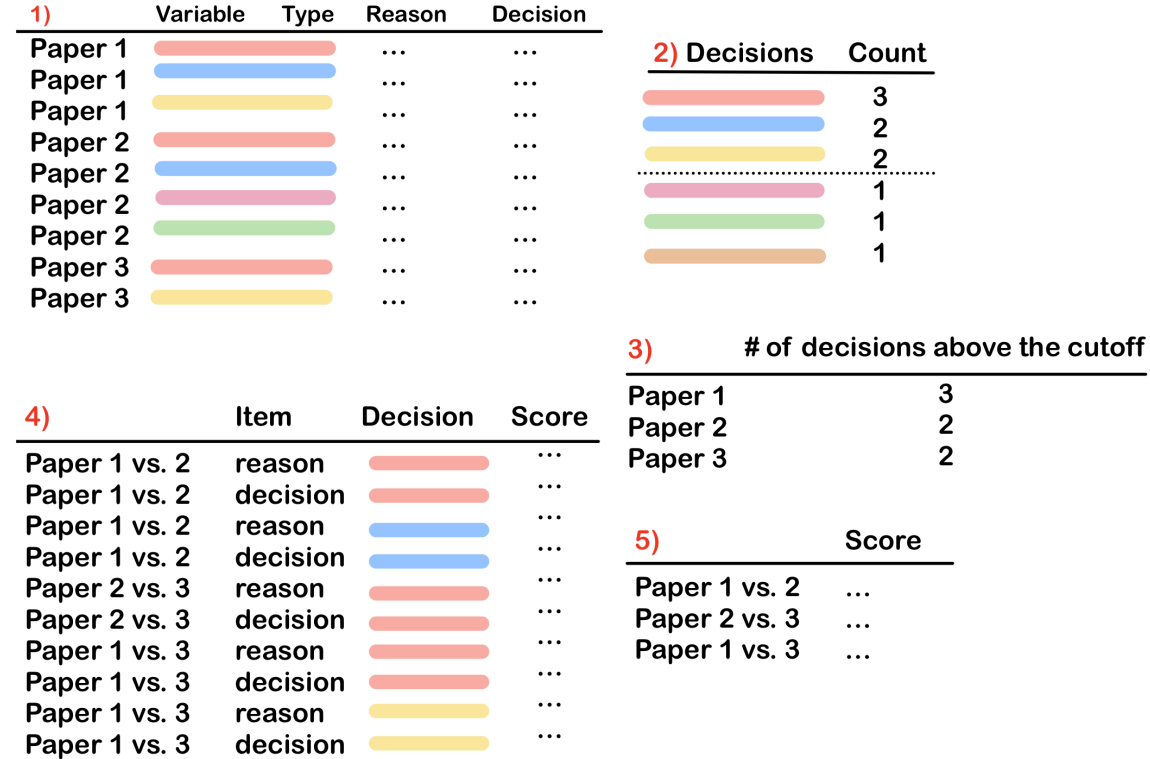 1) Variable Type Reason Decision
Paper 1 ... ...
Paper 1 ... ...
Paper 1 ... ...
Paper 2 ... ...
Paper 2 ... ...
Paper 2 ... ...
Paper 2 ... ...
Paper 3 ... ...
Paper 3 ... ...
2) Decisions Count
3
2
2
1
1
1
3) # of decisions above the cutoff
Paper 1 3
Paper 2 2
Paper 3 2
4) Item Decision Score
Paper 1 vs. 2 reason ...
Paper 1 vs. 2 decision ...
Paper 1 vs. 2 reason ...
Paper 1 vs. 2 decision ...
Paper 2 vs. 3 reason ...
Paper 2 vs. 3 decision ...
Paper 1 vs. 3 reason ...
Paper 1 vs. 3 decision ...
Paper 1 vs. 3 reason ...
Paper 1 vs. 3 decision ...
5) Score
Paper 1 vs. 2 ...
Paper 2 vs. 3 ...
Paper 1 vs. 3 ...